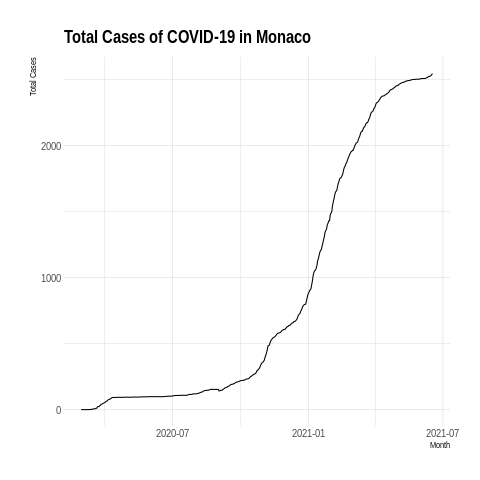 Total Cases of COVID-19 in Monaco
Total Cases
2000
1000
0
2020-07
2021-01
2021-07
Month